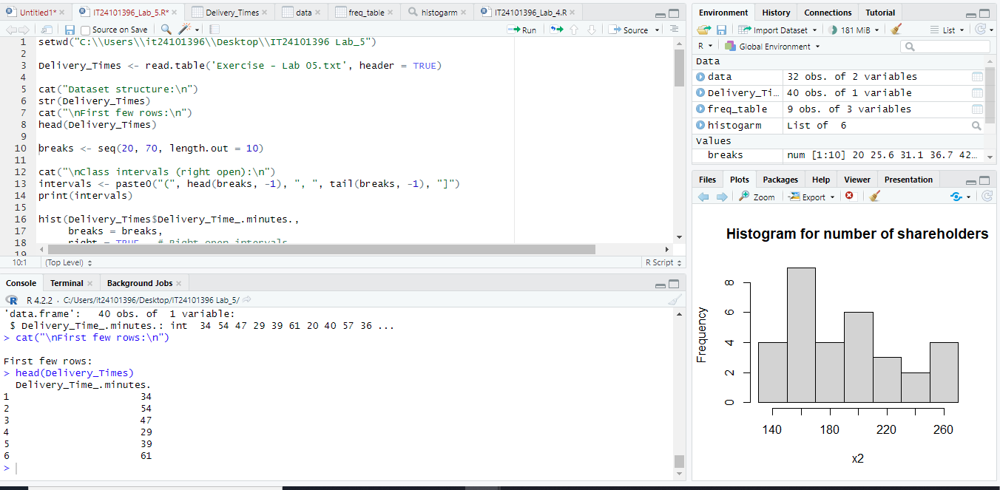 Untitled1* × IT24101396_Lab_5.R* × Delivery_Times × data × freq_table × histogarm × IT24101396_Lab_4.R ×
Source on Save Run Source
1 setwd("C:\\Users\\it24101396\\Desktop\\IT24101396 Lab_5")
2
3 Delivery_Times <- read.table('Exercise - Lab 05.txt', header = TRUE)
4
5 cat("Dataset structure:\n")
6 str(Delivery_Times)
7 cat("\nFirst few rows:\n")
8 head(Delivery_Times)
9
10 breaks <- seq(20, 70, length.out = 10)
11
12 cat("\nClass intervals (right open):\n")
13 intervals <- paste0("(", head(breaks, -1), ", ", tail(breaks, -1), "]")
14 print(intervals)
15
16 hist(Delivery_Times$Delivery_Time_.minutes.,
17 breaks = breaks,
18 right = TRUE, # Right open intervals
19
10:1 (Top Level) R Script
Console Terminal × Background Jobs ×
R 4.2.2 · C:/Users/it24101396/Desktop/IT24101396 Lab_5/
'data.frame': 40 obs. of 1 variable:
$ Delivery_Time_.minutes.: int 34 54 47 29 39 61 20 40 57 36 ...
> cat("\nFirst few rows:\n")
First few rows:
> head(Delivery_Times)
Delivery_Time_.minutes.
1 34
2 54
3 47
4 29
5 39
6 61
>
Environment History Connections Tutorial
Import Dataset 181 MiB List
R Global Environment
Data
data 32 obs. of 2 variables
Delivery_Ti… 40 obs. of 1 variable
freq_table 9 obs. of 3 variables
histogarm List of 6
Values
breaks num [1:10] 20 25.6 31.1 36.7 42…
Files Plots Packages Help Viewer Presentation
Zoom Export
Histogram for number of shareholders
Frequency
8
6
4
2
0
140 180 220 260
x2